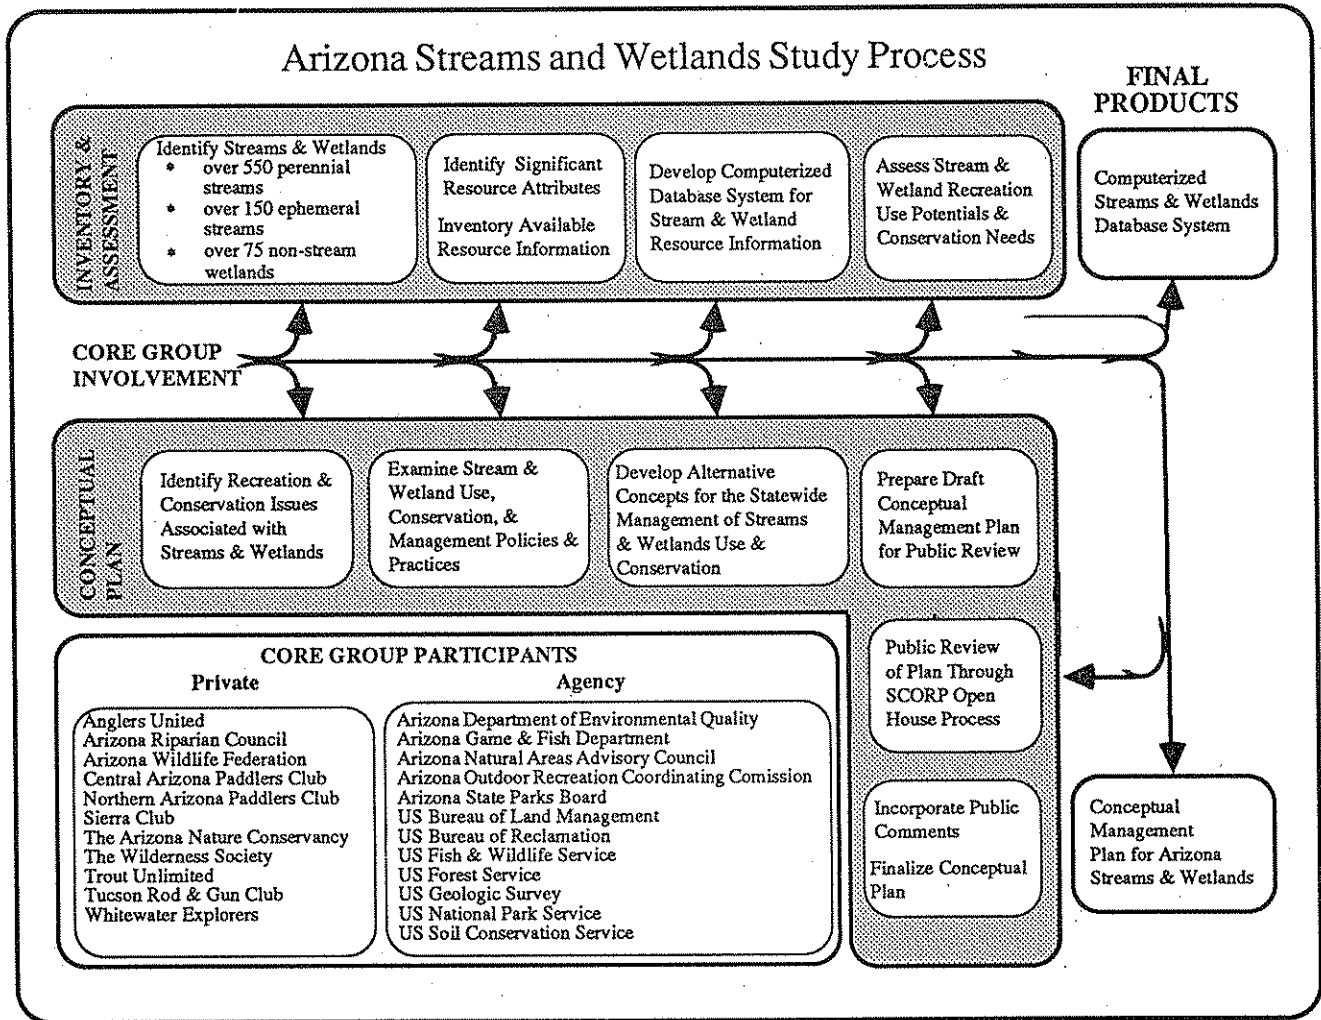 Arizona Streams and Wetlands Study Process
FINAL
PRODUCTS
INVENTORY &
ASSESSMENT
Identify Streams & Wetlands
* over 550 perennial
streams
* over 150 ephemeral
streams
* over 75 non-stream
wetlands
Identify Significant
Resource Attributes
Inventory Available
Resource Information
Develop Computerized
Database System for
Stream & Wetland
Resource Information
Assess Stream &
Wetland Recreation
Use Potentials &
Conservation Needs
Computerized
Streams & Wetlands
Database System
CORE GROUP
INVOLVEMENT
CONCEPTUAL
PLAN
Identify Recreation &
Conservation Issues
Associated with
Streams & Wetlands
Examine Stream &
Wetland Use,
Conservation, &
Management Policies &
Practices
Develop Alternative
Concepts for the Statewide
Management of Streams
& Wetlands Use &
Conservation
Prepare Draft
Conceptual
Management Plan
for Public Review
Public Review
of Plan Through
SCORP Open
House Process
Incorporate Public
Comments
Finalize Conceptual
Plan
Conceptual
Management
Plan for Arizona
Streams & Wetlands
CORE GROUP PARTICIPANTS
Private
Anglers United
Arizona Riparian Council
Arizona Wildlife Federation
Central Arizona Paddlers Club
Northern Arizona Paddlers Club
Sierra Club
The Arizona Nature Conservancy
The Wilderness Society
Trout Unlimited
Tucson Rod & Gun Club
Whitewater Explorers
Agency
Arizona Department of Environmental Quality
Arizona Game & Fish Department
Arizona Natural Areas Advisory Council
Arizona Outdoor Recreation Coordinating Comission
Arizona State Parks Board
US Bureau of Land Management
US Bureau of Reclamation
US Fish & Wildlife Service
US Forest Service
US Geologic Survey
US National Park Service
US Soil Conservation Service